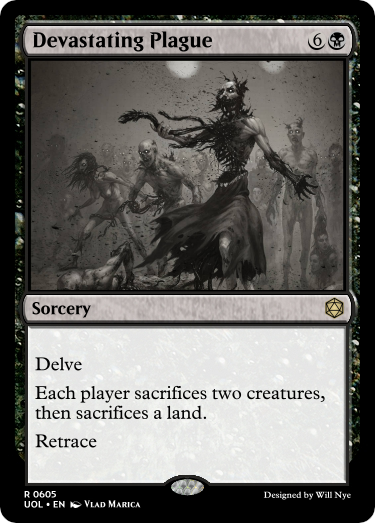 Devastating Plague 6
Sorcery
Delve
Each player sacrifices two creatures,
then sacrifices a land.
Retrace
R 0605
UOL • EN Vlad Marica
Designed by Will Nye